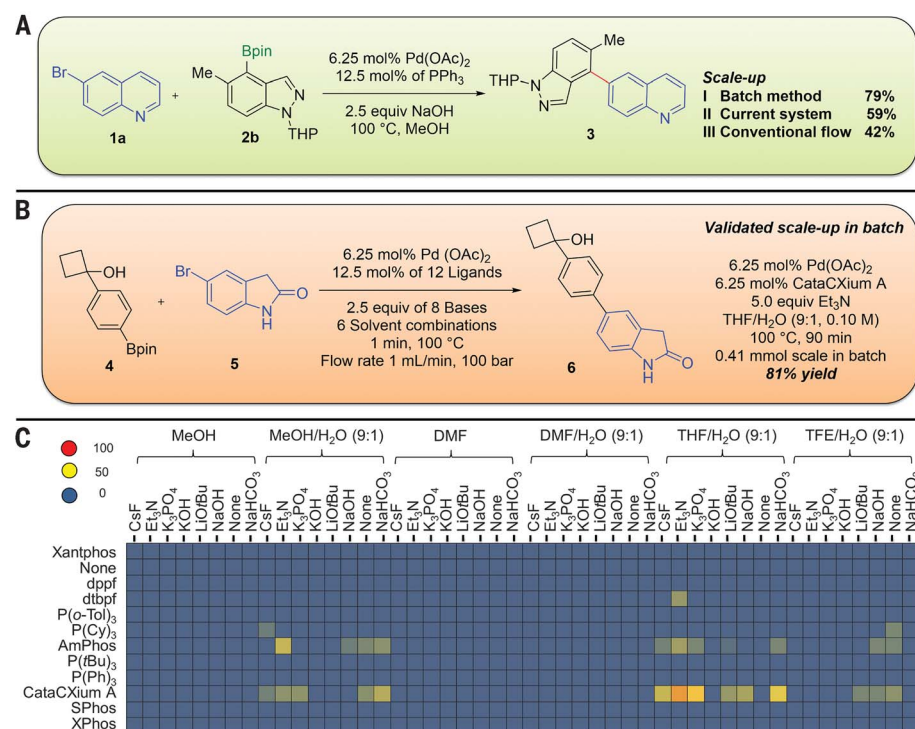 A
Br
N
1a
+
Bpin
Me
N
N
THP
2b
6.25 mol% Pd(OAc)₂
12.5 mol% of PPh₃
2.5 equiv NaOH
100 °C, MeOH
Me
THP
N
N
N
3
Scale-up
I Batch method 79%
II Current system 59%
III Conventional flow 42%
B
OH
Bpin
4
+
Br
O
N
H
5
6.25 mol% Pd (OAc)₂
12.5 mol% of 12 Ligands
2.5 equiv of 8 Bases
6 Solvent combinations
1 min, 100 °C
Flow rate 1 mL/min, 100 bar
OH
O
N
H
6
Validated scale-up in batch
6.25 mol% Pd(OAc)₂
6.25 mol% CataCXium A
5.0 equiv Et₃N
THF/H₂O (9:1, 0.10 M)
100 °C, 90 min
0.41 mmol scale in batch
81% yield
C
100
50
0
MeOH MeOH/H₂O (9:1) DMF DMF/H₂O (9:1) THF/H₂O (9:1) TFE/H₂O (9:1)
CsF Et₃N K₃PO₄ KOH LiOtBu NaOH None NaHCO₃ CsF Et₃N K₃PO₄ KOH LiOtBu NaOH None NaHCO₃ CsF Et₃N K₃PO₄ KOH LiOtBu NaOH None NaHCO₃ CsF Et₃N K₃PO₄ KOH LiOtBu NaOH None NaHCO₃ CsF Et₃N K₃PO₄ KOH LiOtBu NaOH None NaHCO₃ CsF Et₃N K₃PO₄ KOH LiOtBu NaOH None NaHCO₃
Xantphos
None
dppf
dtbpf
P(o-Tol)₃
P(Cy)₃
AmPhos
P(tBu)₃
P(Ph)₃
CataCXium A
SPhos
XPhos